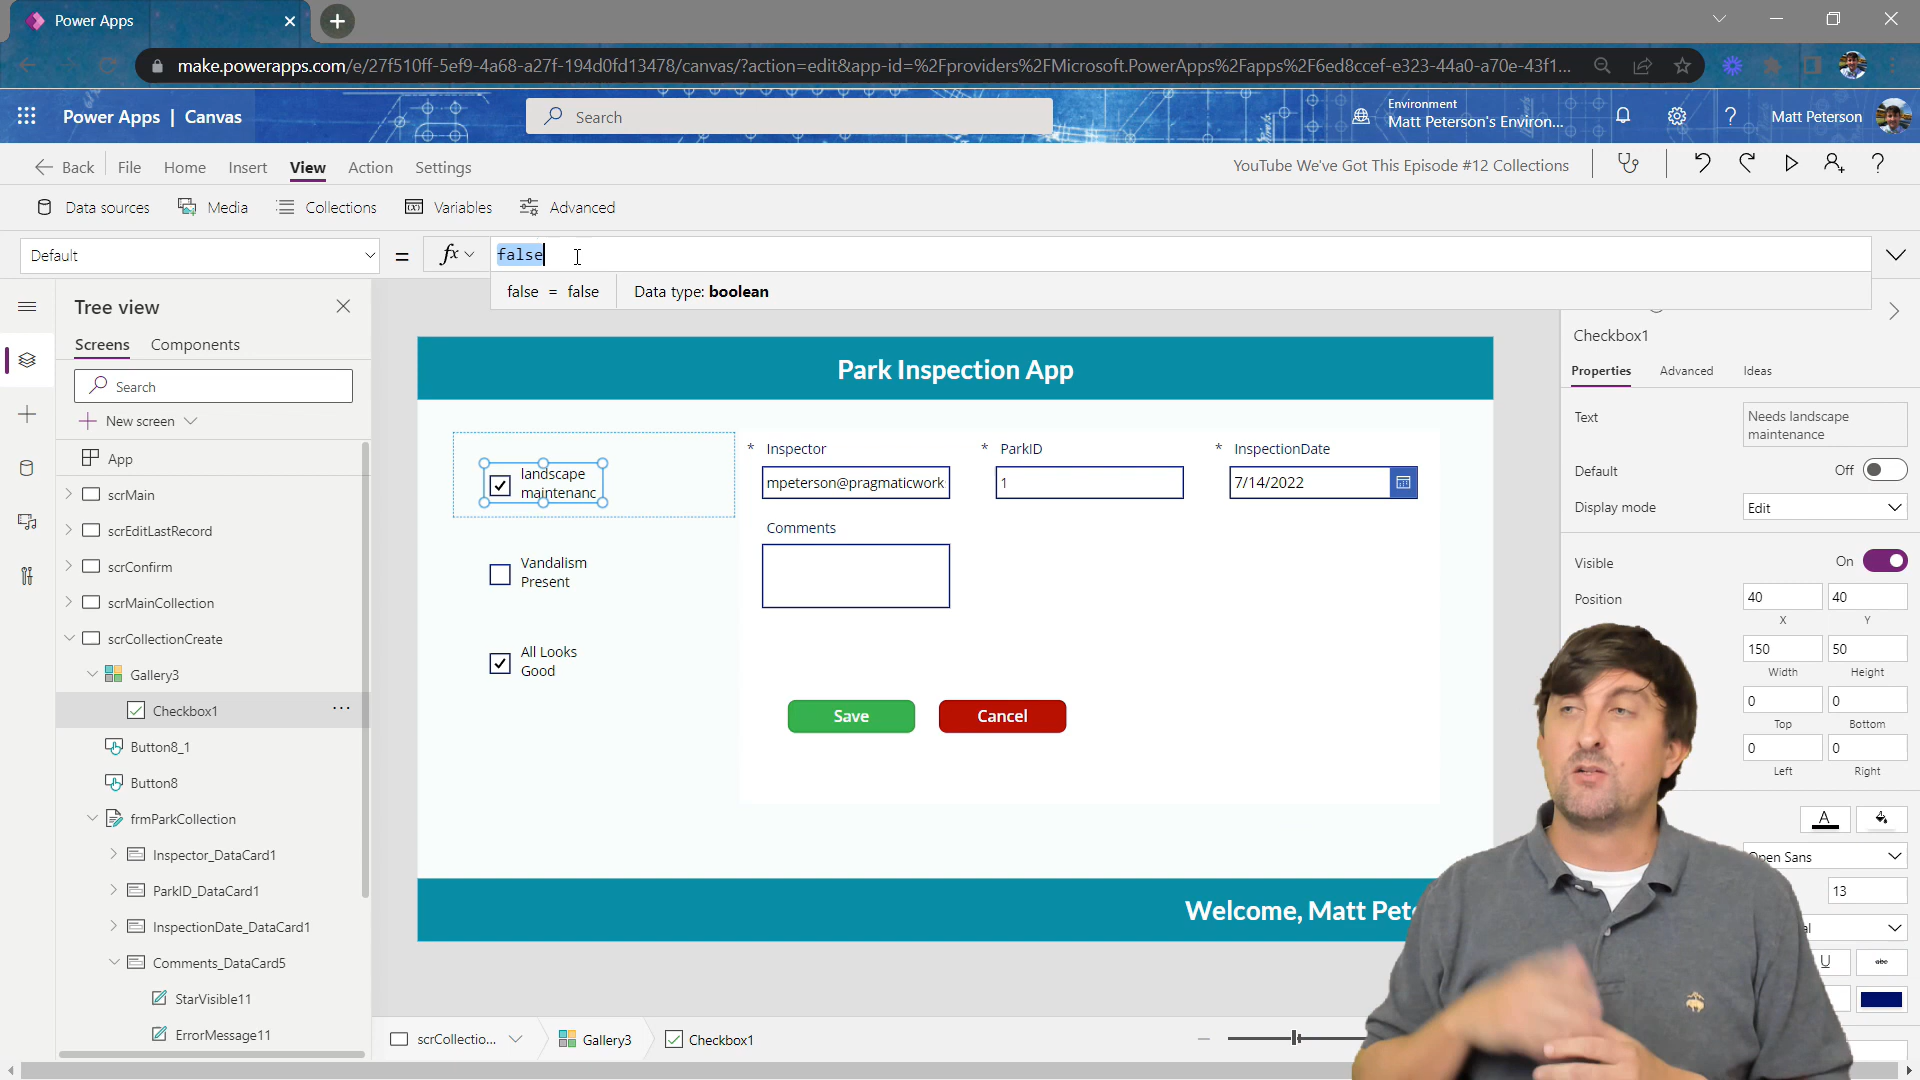 Power Apps
make.powerapps.com/e/27f510ff-5ef9-4a68-a27f-194d0fd13478/canvas/?action=edit&app-id=%2Fproviders%2FMicrosoft.PowerApps%2Fapps%2F6ed8ccef-e323-44a0-a70e-43f1...
Power Apps | Canvas
Search
Environment
Matt Peterson's Environ...
Matt Peterson
Back
File
Home
Insert
View
Action
Settings
YouTube We've Got This Episode #12 Collections
Data sources
Media
Collections
Variables
Advanced
Default
=
fx
false
false = false
Data type: boolean
Tree view
Screens
Components
Search
New screen
App
scrMain
scrEditLastRecord
scrConfirm
scrMainCollection
scrCollectionCreate
Gallery3
Checkbox1
Button8_1
Button8
frmParkCollection
Inspector_DataCard1
ParkID_DataCard1
InspectionDate_DataCard1
Comments_DataCard5
StarVisible11
ErrorMessage11
Park Inspection App
landscape
maintenanc
Vandalism
Present
All Looks
Good
* Inspector
mpeterson@pragmaticwork
* ParkID
1
* InspectionDate
7/14/2022
Comments
Save
Cancel
Welcome, Matt Pet
scrCollectio...
Gallery3
Checkbox1
Checkbox1
Properties
Advanced
Ideas
Text
Needs landscape
maintenance
Default
Off
Display mode
Edit
Visible
On
Position
40
40
X
Y
150
50
Width
Height
0
0
Top
Bottom
0
0
Left
Right
A
Open Sans
13
U
abc